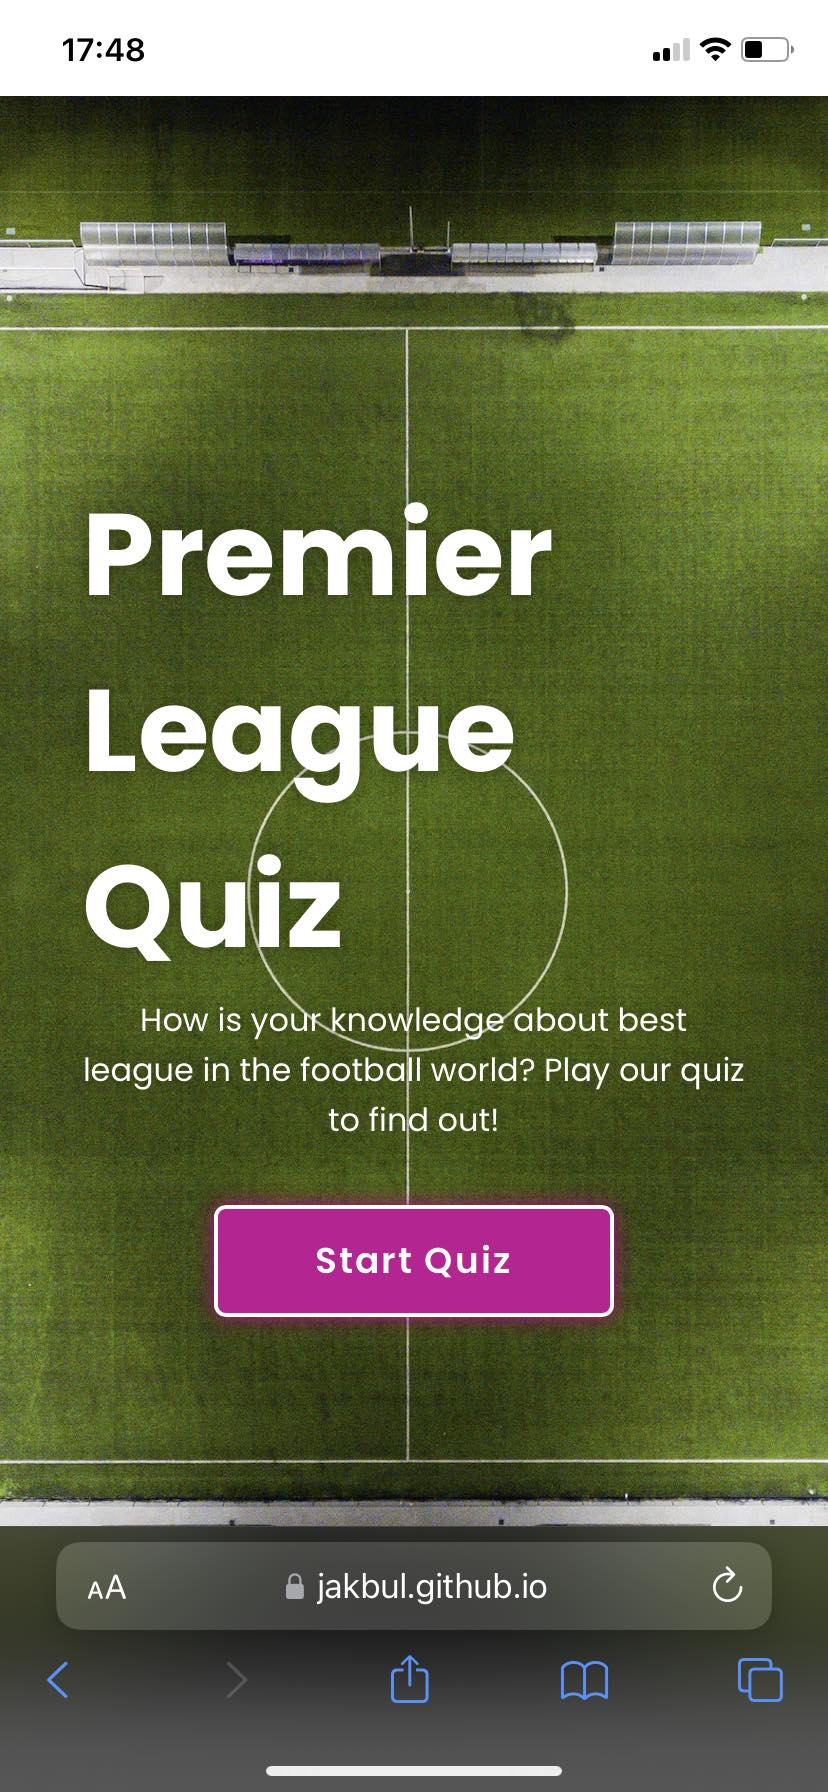 17:48
Premier
League
Quiz
How is your knowledge about best
league in the football world? Play our quiz
to find out!
Start Quiz
AA jakbul.github.io